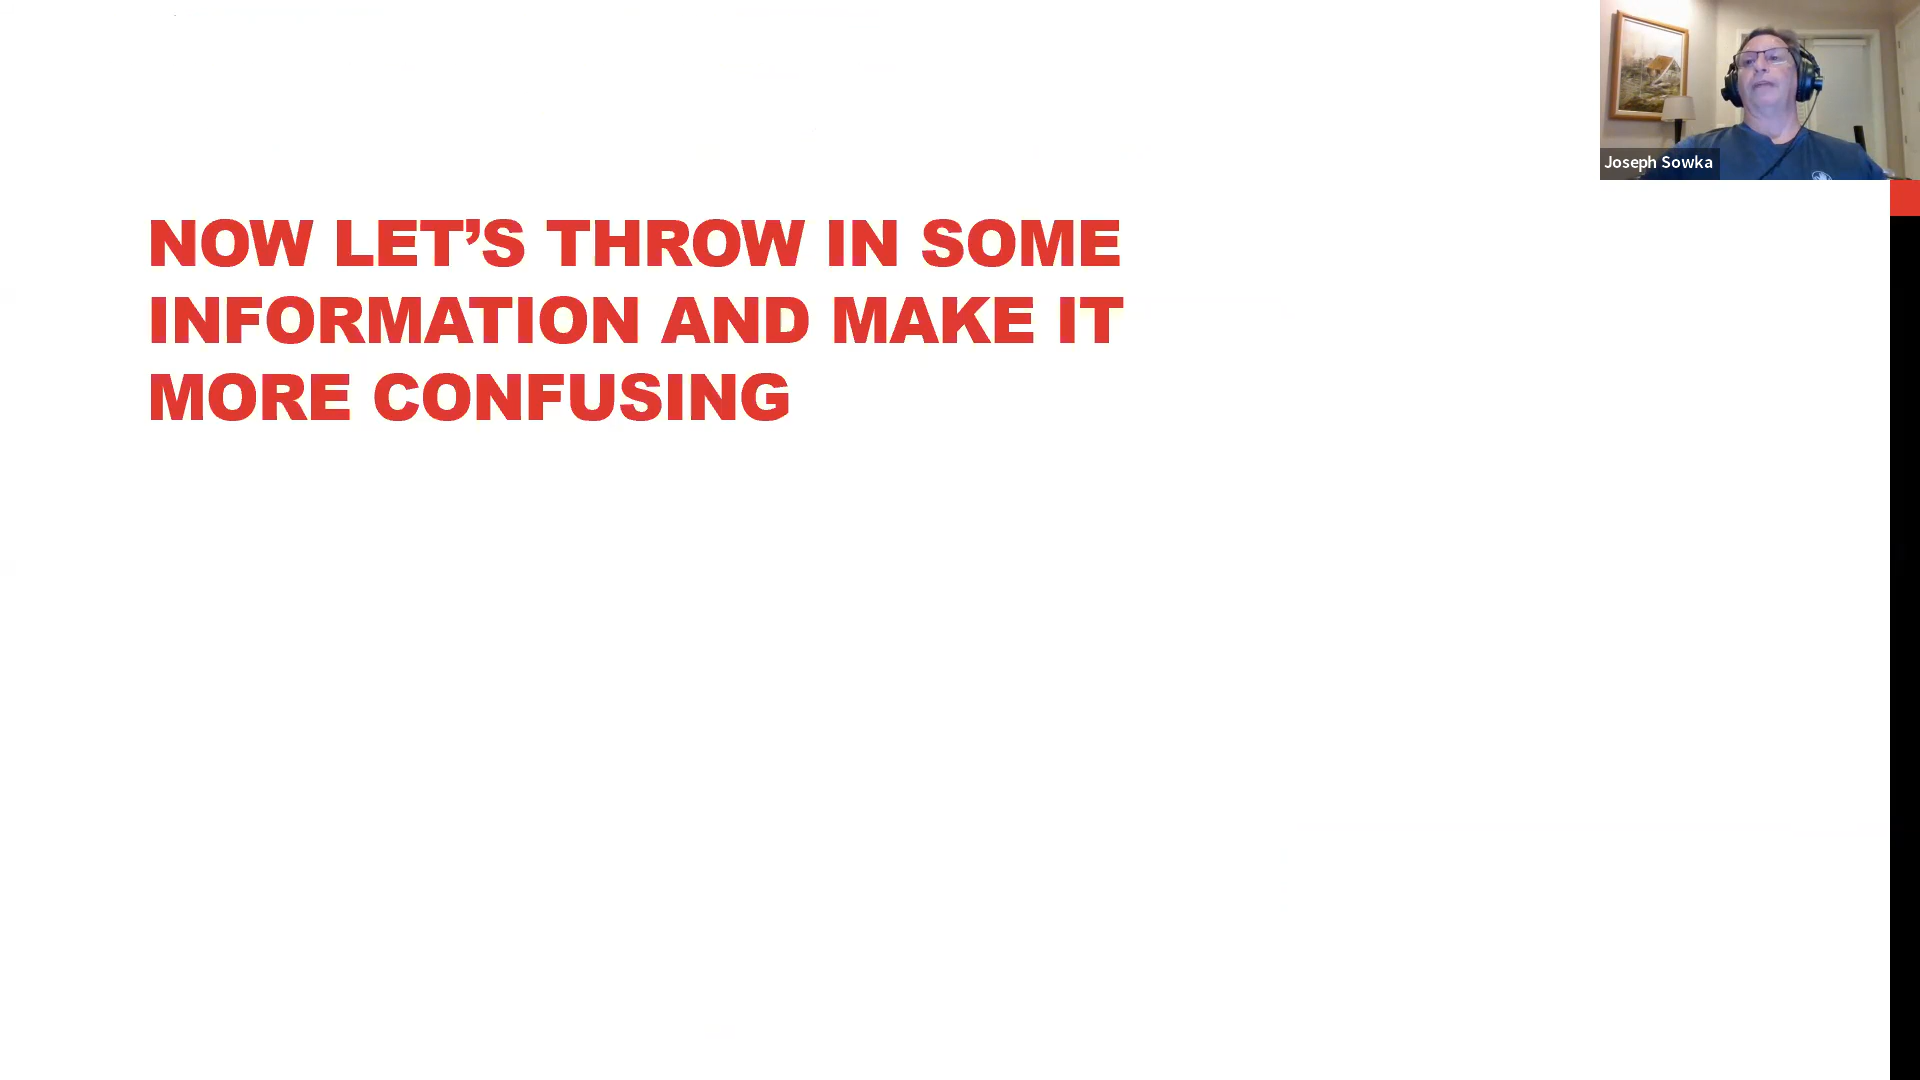 Joseph Sowka
NOW LET’S THROW IN SOME
INFORMATION AND MAKE IT
MORE CONFUSING